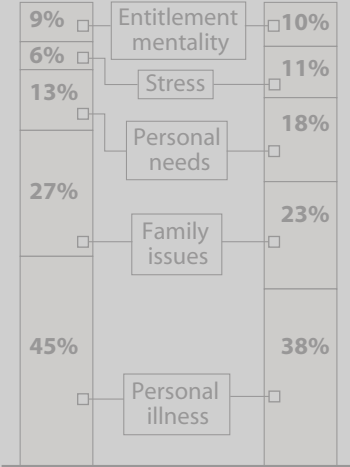 9%
Entitlement
mentality
10%
6%
Stress
11%
13%
Personal
needs
18%
27%
Family
issues
23%
45%
Personal
illness
38%